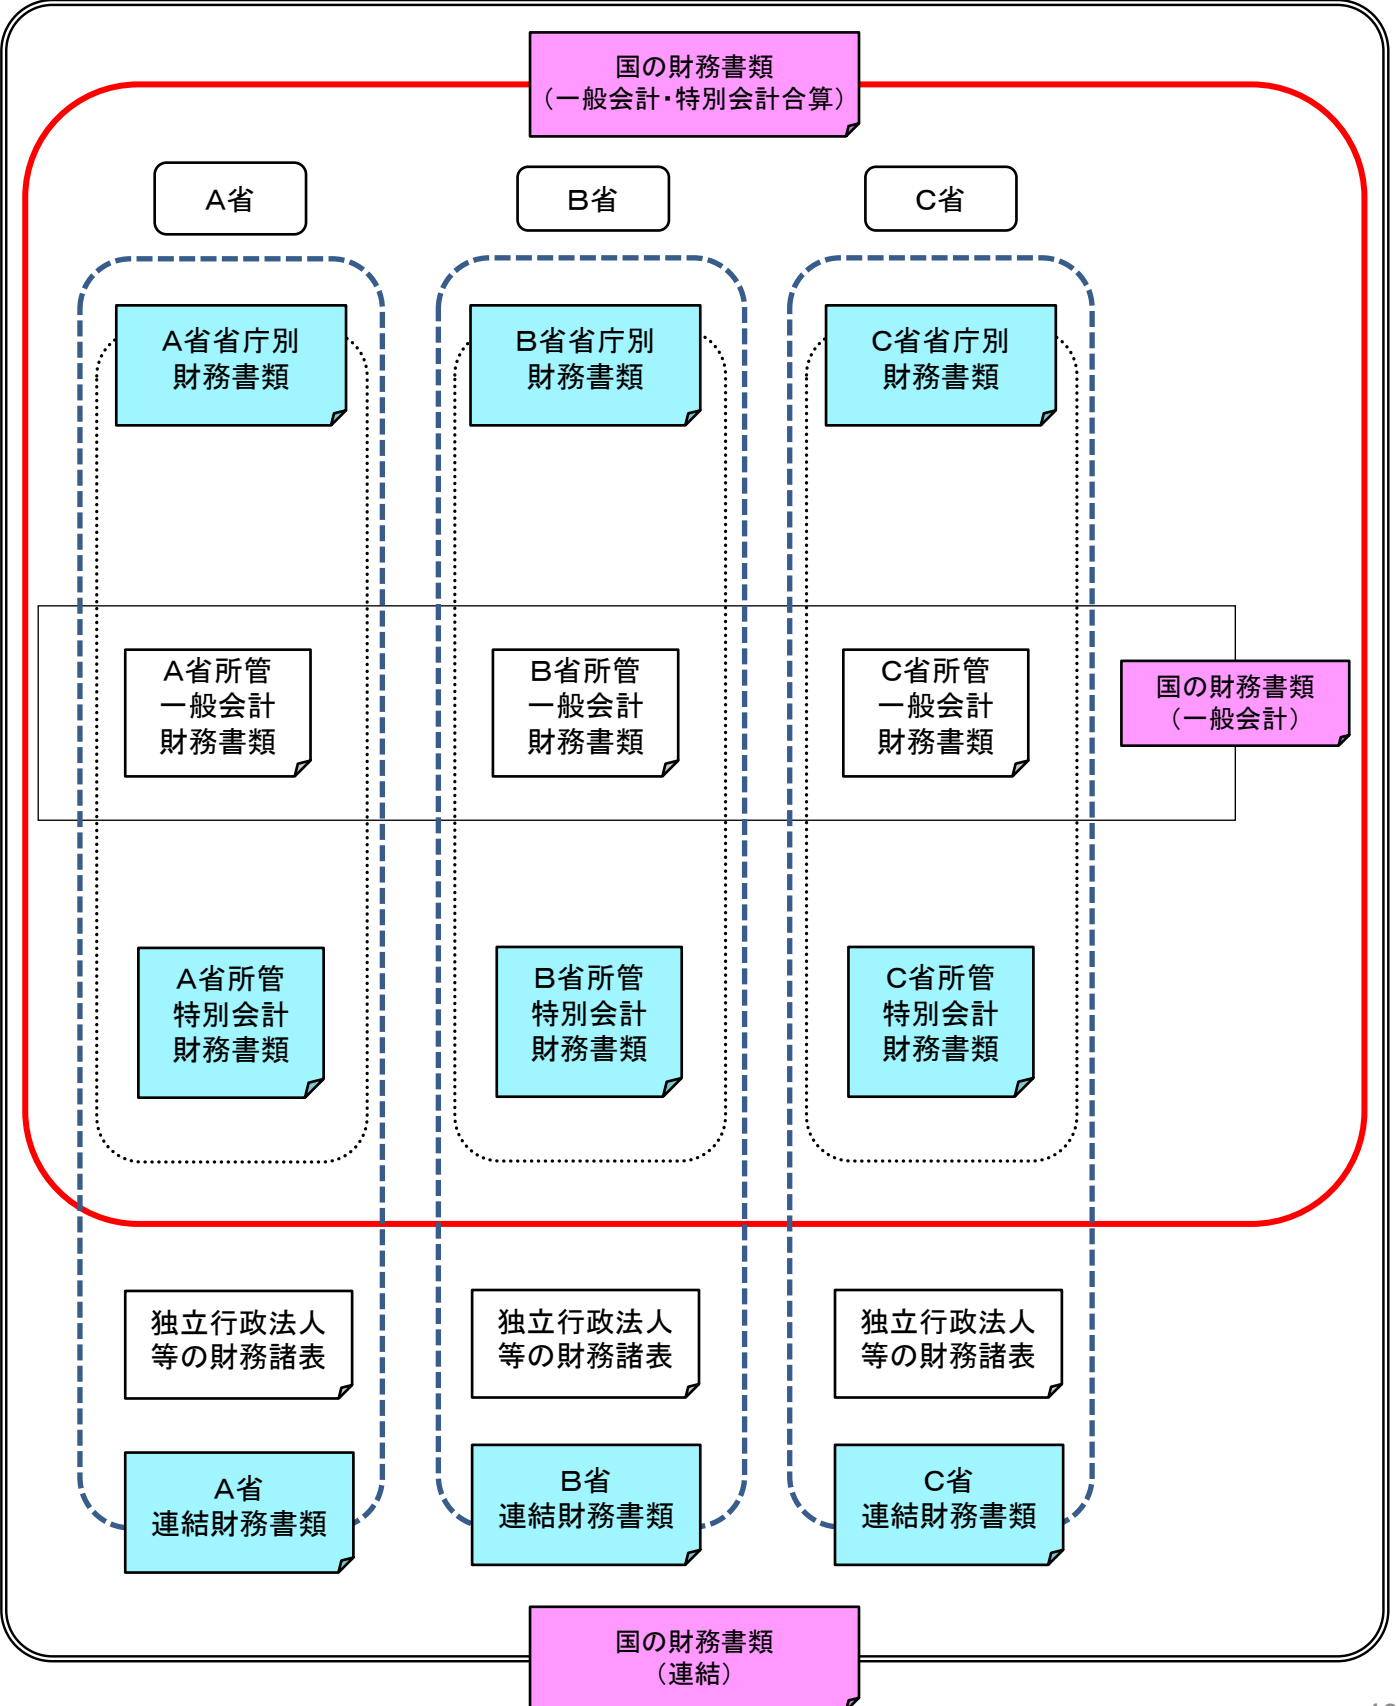 国の財務書類
（一般会計・特別会計合算）
A省
B省
C省
A省省庁別
財務書類
B省省庁別
財務書類
C省省庁別
財務書類
A省所管
一般会計
財務書類
B省所管
一般会計
財務書類
C省所管
一般会計
財務書類
国の財務書類
（一般会計）
A省所管
特別会計
財務書類
B省所管
特別会計
財務書類
C省所管
特別会計
財務書類
独立行政法人
等の財務諸表
独立行政法人
等の財務諸表
独立行政法人
等の財務諸表
A省
連結財務書類
B省
連結財務書類
C省
連結財務書類
国の財務書類
（連結）